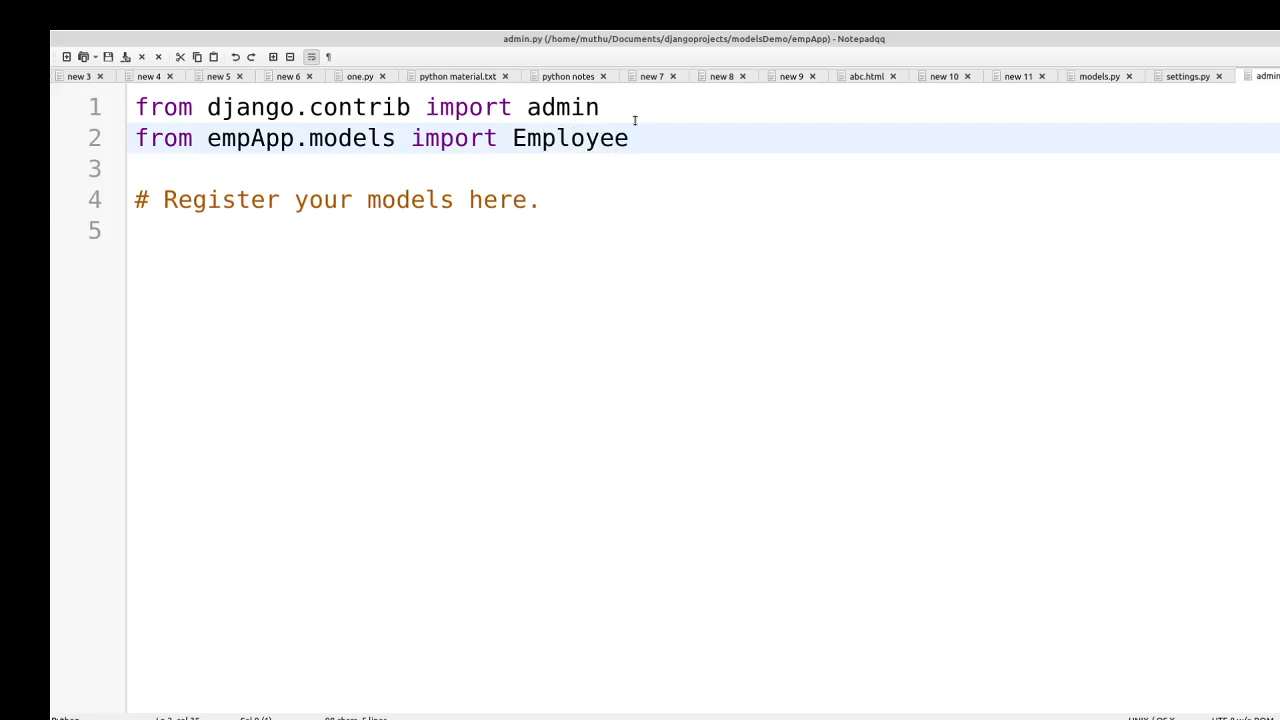 admin.py (/home/muthu/Documents/djangoprojects/modelsDemo/empApp) - Notepadqq
new 3 new 4 new 5 new 6 one.py python material.txt python notes new 7 new 8 new 9 abc.html new 10 new 11 models.py settings.py admin
1 from django.contrib import admin
2 from empApp.models import Employee
3
4 # Register your models here.
5